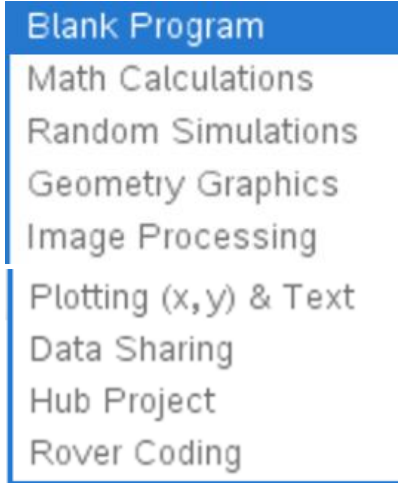 Blank Program
Math Calculations
Random Simulations
Geometry Graphics
Image Processing
Plotting (x,y) & Text
Data Sharing
Hub Project
Rover Coding